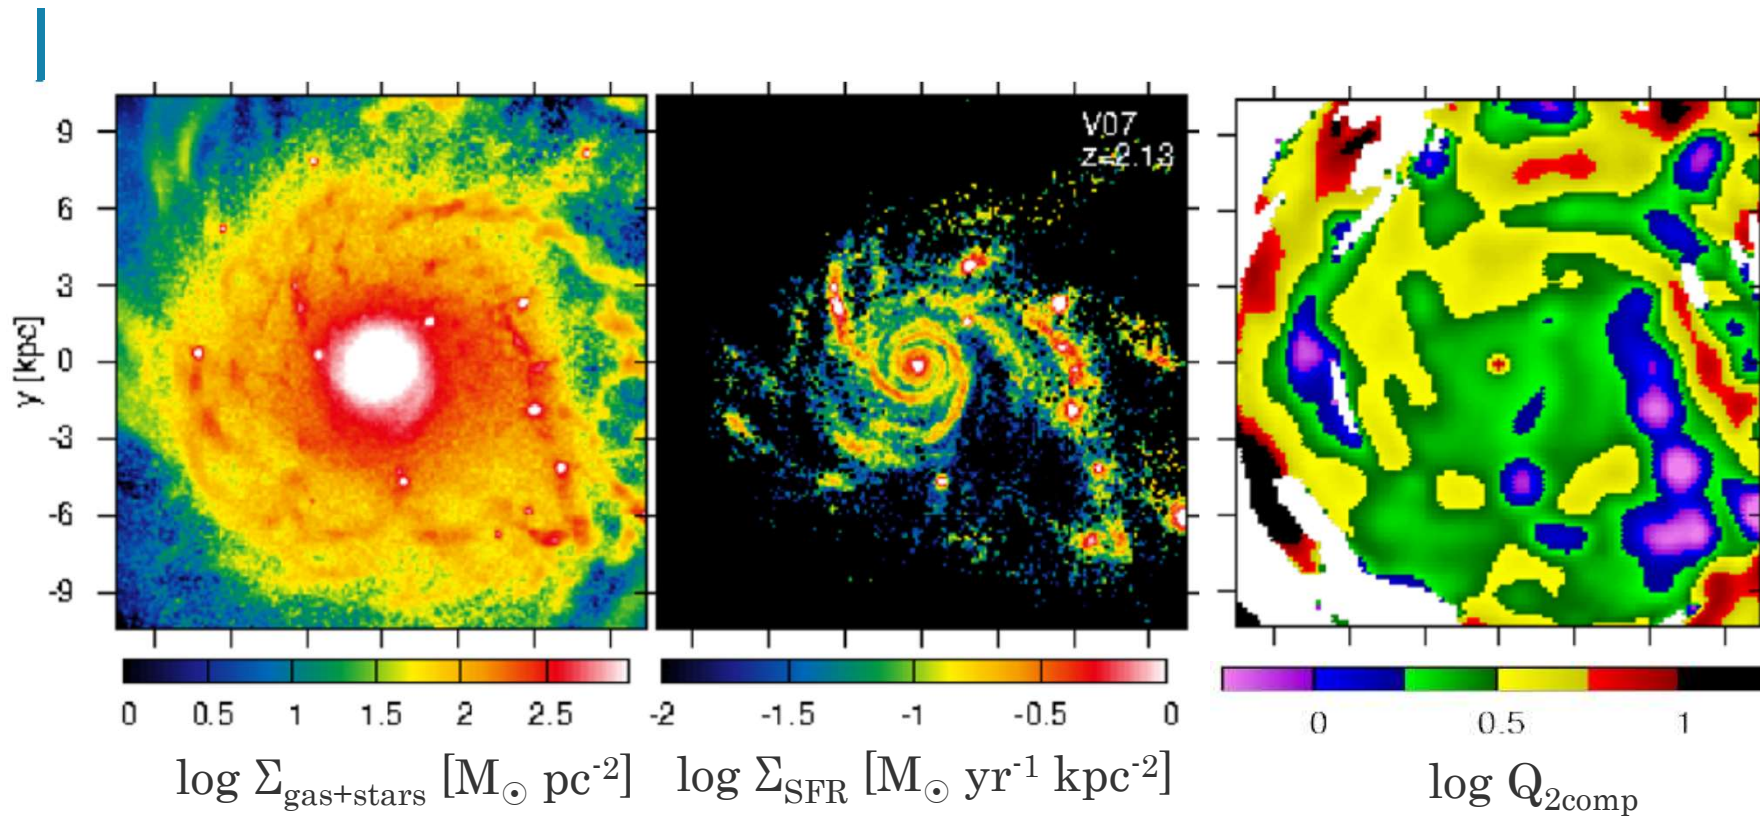 V07
z=2.13
9
6
3
0
-3
-6
-9
y [kpc]
0 0.5 1 1.5 2 2.5
-2 -1.5 -1 -0.5 0
0 0.5 1
log Σgas+stars [M☉ pc-2]
log ΣSFR [M☉ yr-1 kpc-2]
log Q2comp